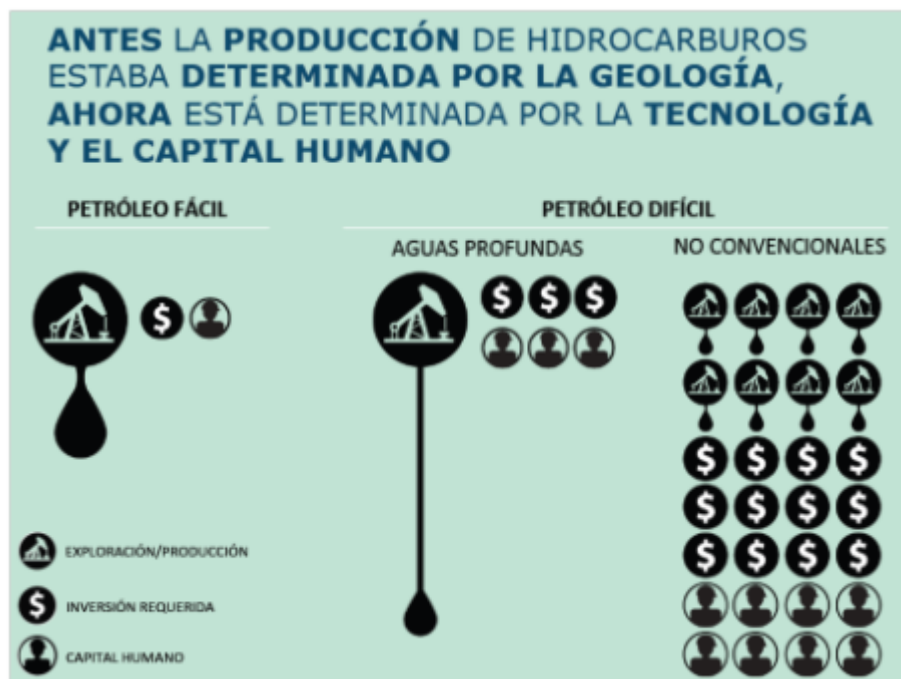 ANTES LA PRODUCCIÓN DE HIDROCARBUROS
ESTABA DETERMINADA POR LA GEOLOGÍA,
AHORA ESTÁ DETERMINADA POR LA TECNOLOGÍA
Y EL CAPITAL HUMANO
PETRÓLEO FÁCIL
PETRÓLEO DIFÍCIL
AGUAS PROFUNDAS
NO CONVENCIONALES
$
$ $ $
$ $ $ $
$ $ $ $
$ $ $ $
EXPLORACIÓN/PRODUCCIÓN
$ INVERSIÓN REQUERIDA
CAPITAL HUMANO